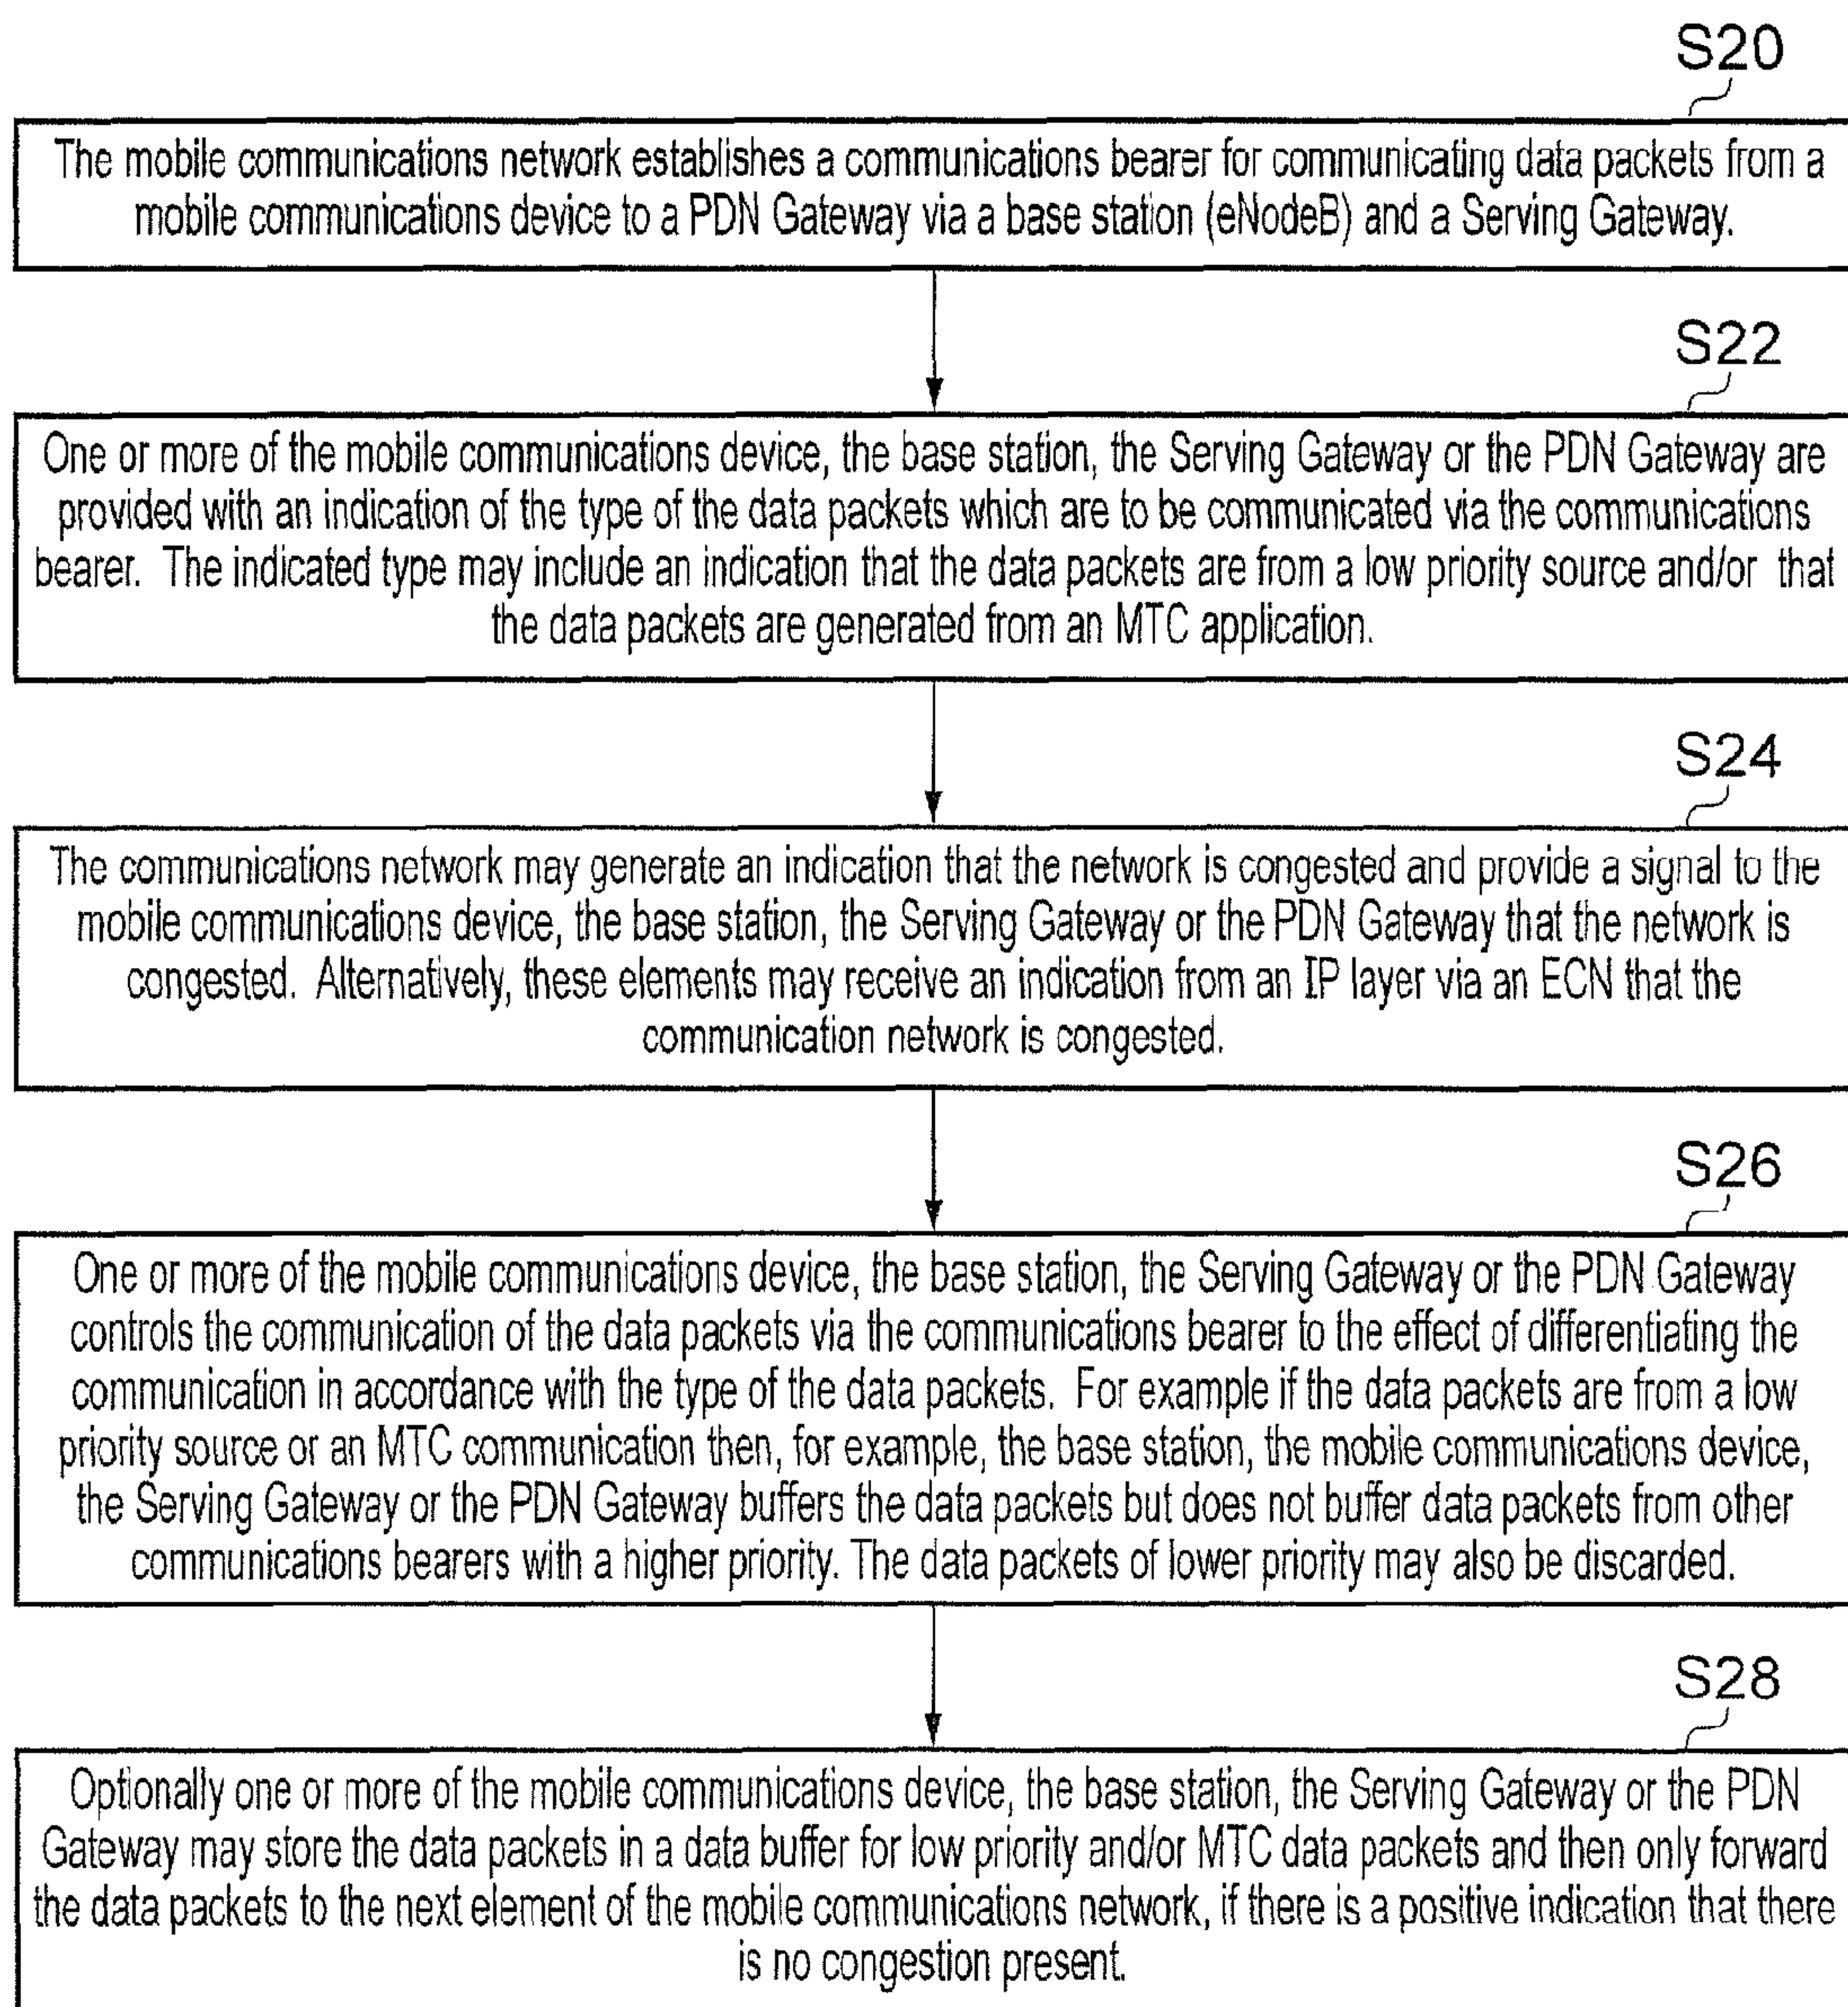 S20
The mobile communications network establishes a communications bearer for communicating data packets from a
mobile communications device to a PDN Gateway via a base station (eNodeB) and a Serving Gateway.
S22
One or more of the mobile communications device, the base station, the Serving Gateway or the PDN Gateway are
provided with an indication of the type of the data packets which are to be communicated via the communications
bearer. The indicated type may include an indication that the data packets are from a low priority source and/or that
the data packets are generated from an MTC application.
S24
The communications network may generate an indication that the network is congested and provide a signal to the
mobile communications device, the base station, the Serving Gateway or the PDN Gateway that the network is
congested. Alternatively, these elements may receive an indication from an IP layer via an ECN that the
communication network is congested.
S26
One or more of the mobile communications device, the base station, the Serving Gateway or the PDN Gateway
controls the communication of the data packets via the communications bearer to the effect of differentiating the
communication in accordance with the type of the data packets. For example if the data packets are from a low
priority source or an MTC communication then, for example, the base station, the mobile communications device,
the Serving Gateway or the PDN Gateway buffers the data packets but does not buffer data packets from other
communications bearers with a higher priority. The data packets of lower priority may also be discarded.
S28
Optionally one or more of the mobile communications device, the base station, the Serving Gateway or the PDN
Gateway may store the data packets in a data buffer for low priority and/or MTC data packets and then only forward
the data packets to the next element of the mobile communications network, if there is a positive indication that there
is no congestion present.